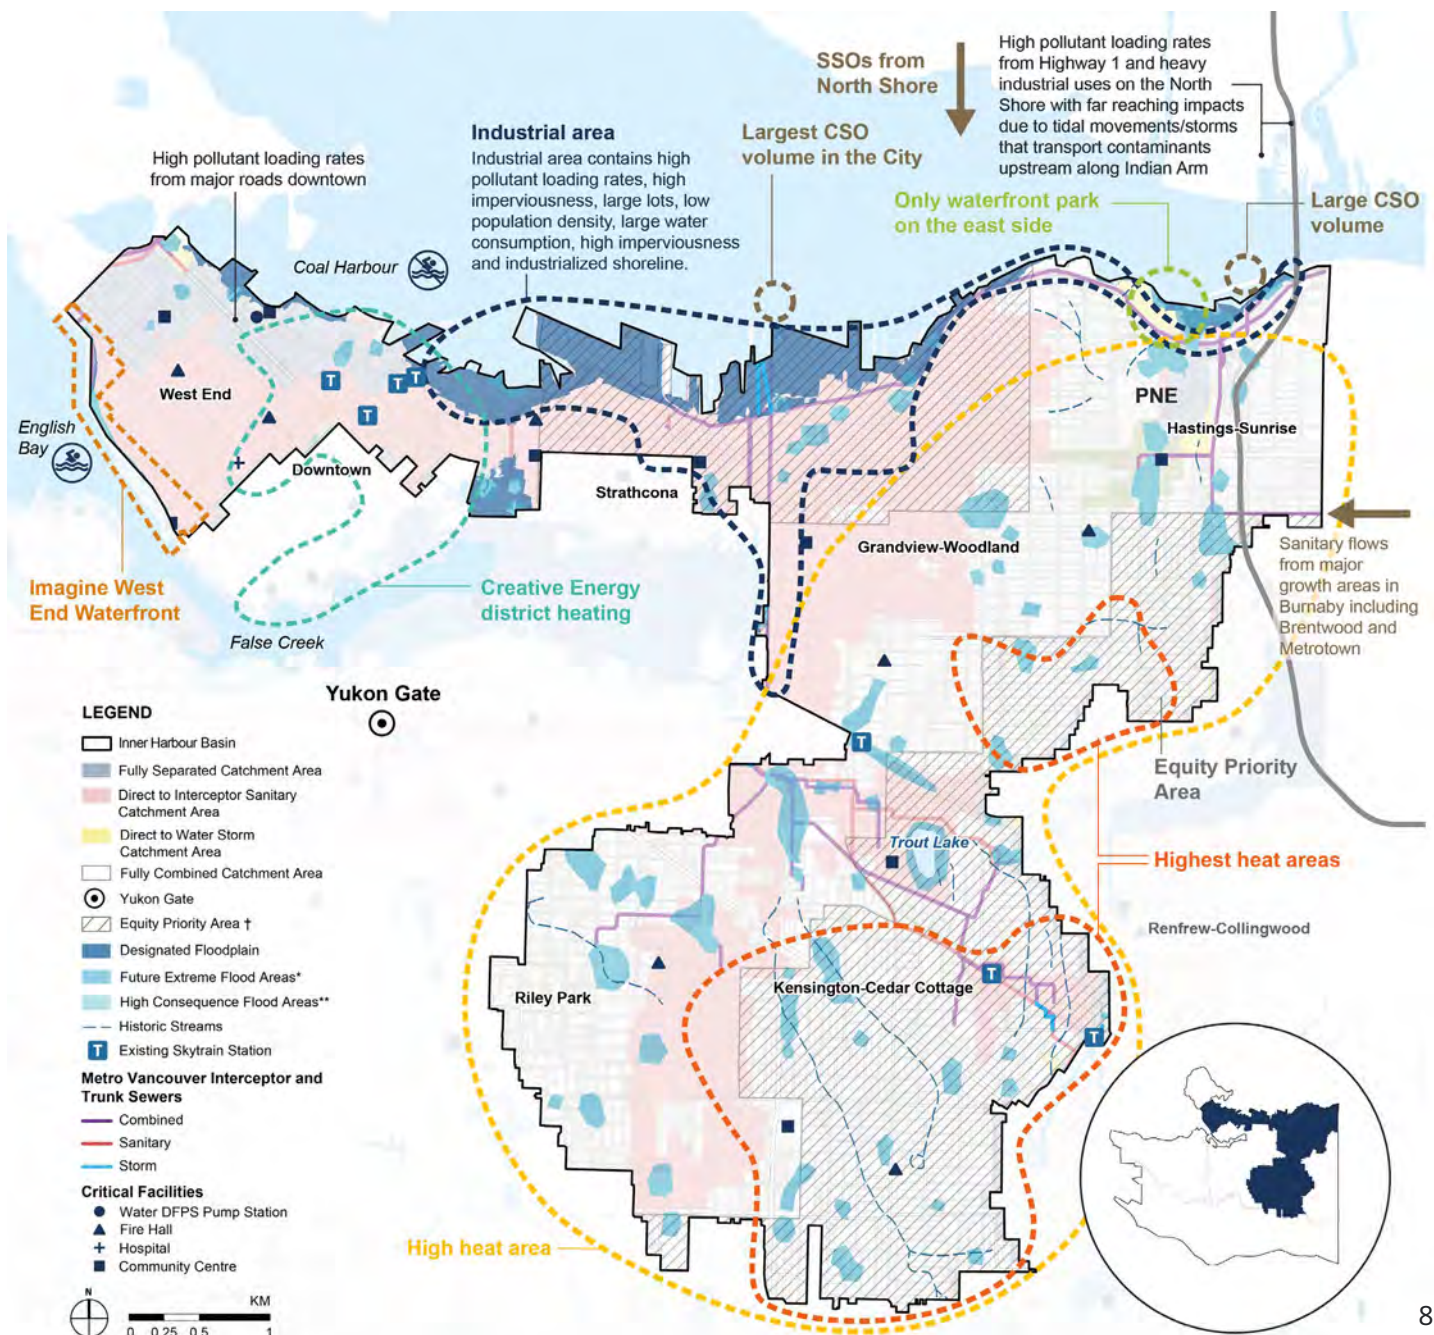 SSOs from
North Shore
High pollutant loading rates
from Highway 1 and heavy
industrial uses on the North
Shore with far reaching impacts
due to tidal movements/storms
that transport contaminants
upstream along Indian Arm
Industrial area
Industrial area contains high
pollutant loading rates, high
imperviousness, large lots, low
population density, large water
consumption, high imperviousness
and industrialized shoreline.
Largest CSO
volume in the City
High pollutant loading rates
from major roads downtown
Only waterfront park
on the east side
Large CSO
volume
Coal Harbour
West End
English
Bay
Downtown
Strathcona
PNE
Hastings-Sunrise
Grandview-Woodland
T
T
T
T
Sanitary flows
from major
growth areas in
Burnaby including
Brentwood and
Metrotown
Imagine West
End Waterfront
Creative Energy
district heating
False Creek
Yukon Gate
T
Equity Priority
Area
Trout Lake
Highest heat areas
Renfrew-Collingwood
Riley Park
Kensington-Cedar Cottage
T
T
High heat area
LEGEND
Inner Harbour Basin
Fully Separated Catchment Area
Direct to Interceptor Sanitary
Catchment Area
Direct to Water Storm
Catchment Area
Fully Combined Catchment Area
Yukon Gate
Equity Priority Area †
Designated Floodplain
Future Extreme Flood Areas*
High Consequence Flood Areas**
Historic Streams
T Existing Skytrain Station
Metro Vancouver Interceptor and
Trunk Sewers
Combined
Sanitary
Storm
Critical Facilities
Water DFPS Pump Station
Fire Hall
Hospital
Community Centre
N
KM
0 0.25 0.5 1
8